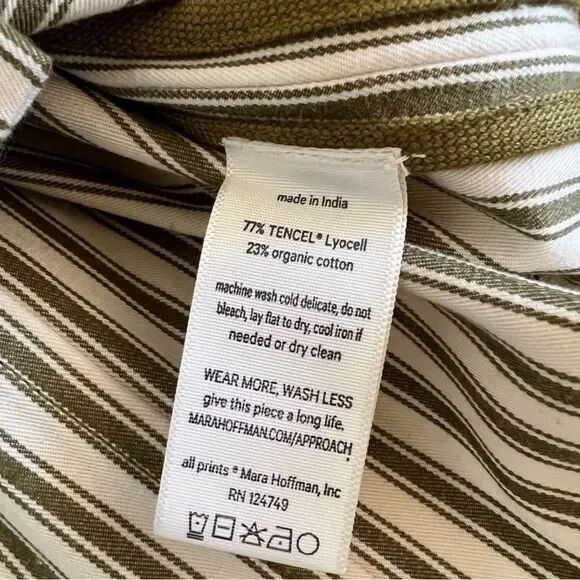 made in India
77% TENCEL® Lyocell
23% organic cotton
machine wash cold delicate, do not
bleach, lay flat to dry, cool iron if
needed or dry clean
WEAR MORE, WASH LESS
give this piece a long life.
MARAHOFFMAN.COM/APPROACH
all prints ® Mara Hoffman, Inc
RN 124749